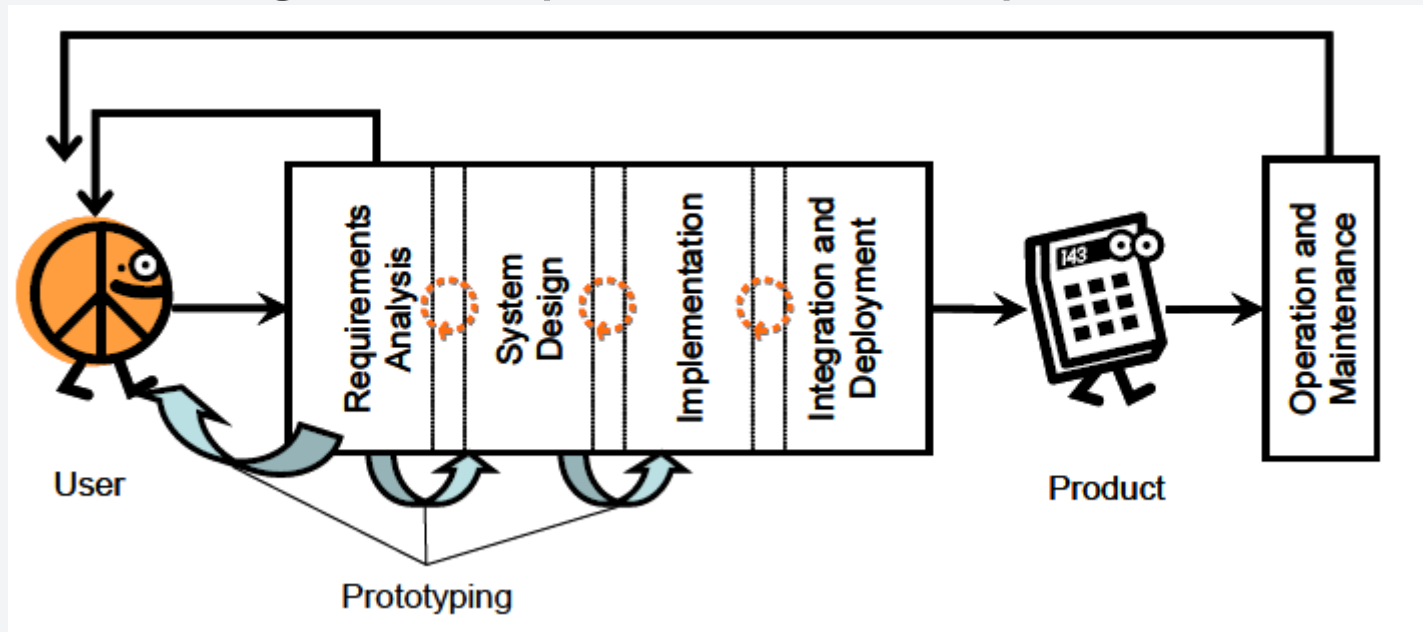 User
Requirements
Analysis
System
Design
Implementation
Integration and
Deployment
143
Product
Operation and
Maintenance
Prototyping